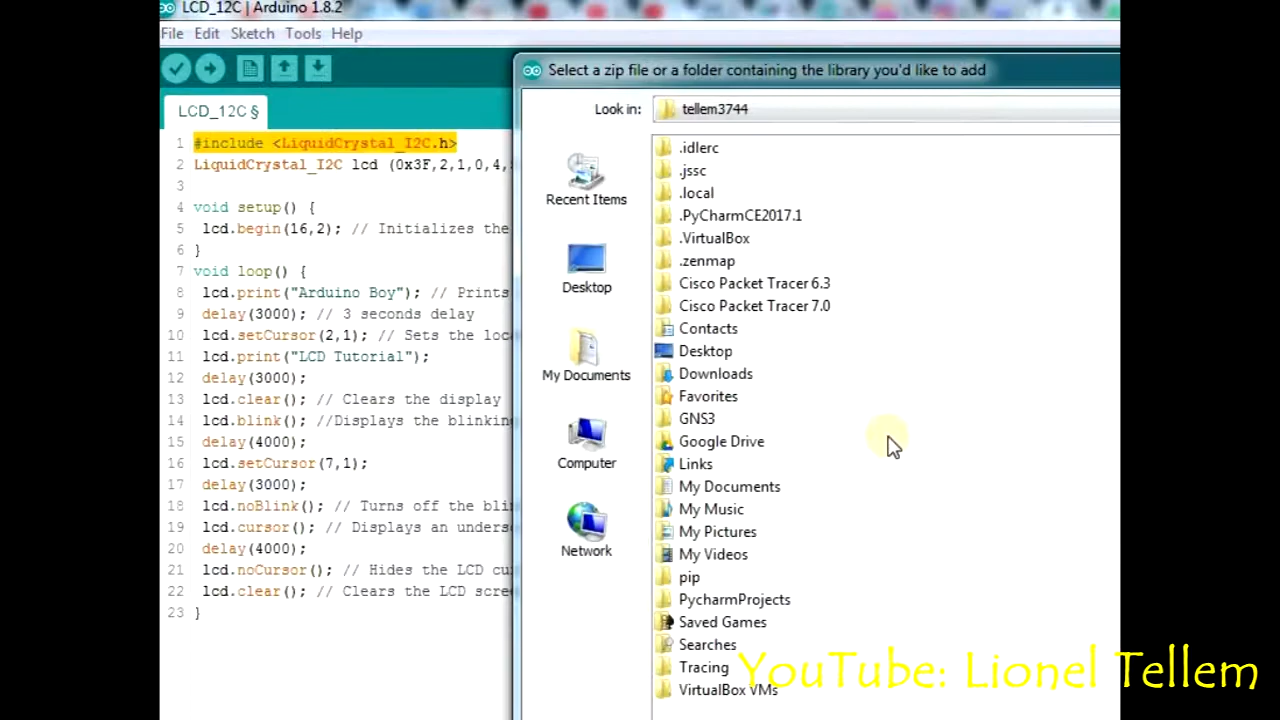 LCD_12C | Arduino 1.8.2
File Edit Sketch Tools Help
LCD_12C §
1 #include <LiquidCrystal_I2C.h>
2 LiquidCrystal_I2C lcd (0x3F,2,1,0,4,
3
4 void setup() {
5 lcd.begin(16,2); // Initializes the
6 }
7 void loop() {
8 lcd.print("Arduino Boy"); // Prints
9 delay(3000); // 3 seconds delay
10 lcd.setCursor(2,1); // Sets the loc
11 lcd.print("LCD Tutorial");
12 delay(3000);
13 lcd.clear(); // Clears the display
14 lcd.blink(); //Displays the blinkin
15 delay(4000);
16 lcd.setCursor(7,1);
17 delay(3000);
18 lcd.noBlink(); // Turns off the bli
19 lcd.cursor(); // Displays an unders
20 delay(4000);
21 lcd.noCursor(); // Hides the LCD cu
22 lcd.clear(); // Clears the LCD scre
23 }
Select a zip file or a folder containing the library you'd like to add
Look in: tellem3744
Recent Items
Desktop
My Documents
Computer
Network
.idlerc
.jssc
.local
.PyCharmCE2017.1
.VirtualBox
.zenmap
Cisco Packet Tracer 6.3
Cisco Packet Tracer 7.0
Contacts
Desktop
Downloads
Favorites
GNS3
Google Drive
Links
My Documents
My Music
My Pictures
My Videos
pip
PycharmProjects
Saved Games
Searches
Tracing
VirtualBox VMs
YouTube: Lionel Tellem